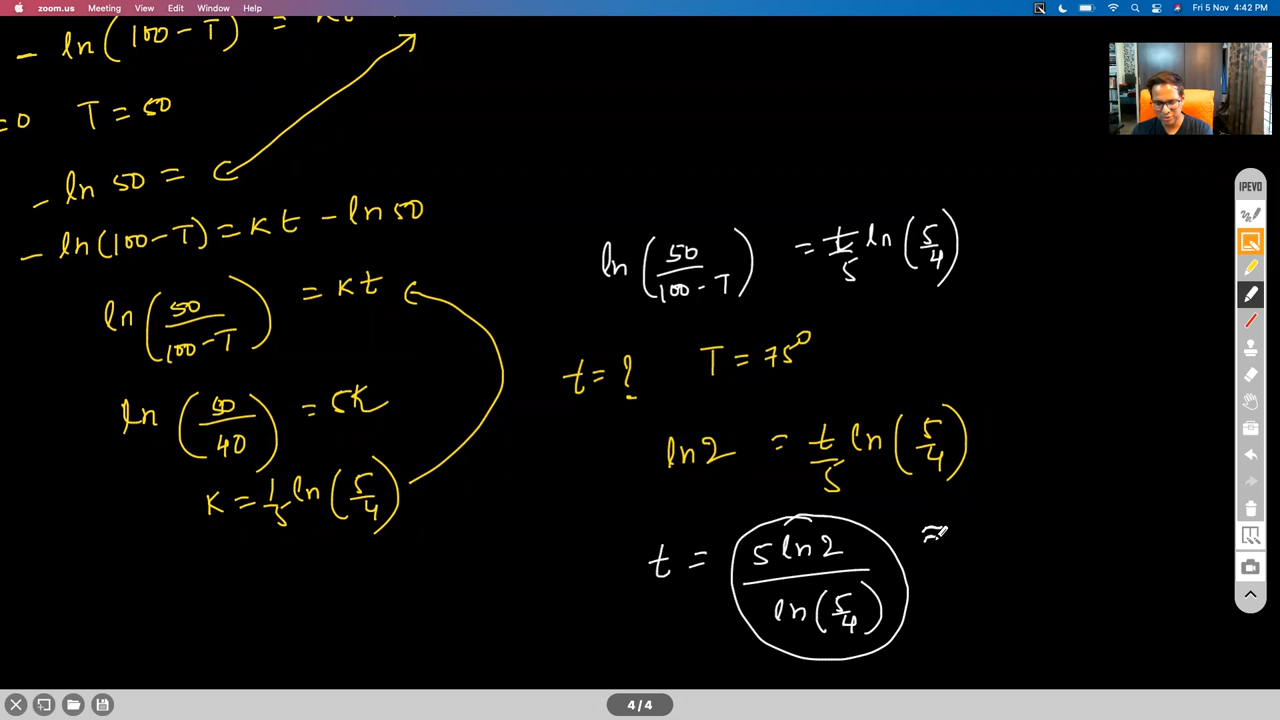 zoom.us Meeting View Edit Window Help Fri 5 Nov 4:42 PM
- ln(100-T) =
=0 T = 50
- ln 50 =
- ln(100-T) = kt - ln 50
ln(50/100-T) = kt
ln(50/40) = 5k
k = 1/5 ln(5/4)
ln(50/100-T) = t/5 ln(5/4)
t = ? T = 75°
ln 2 = t/5 ln(5/4)
t = 5 ln 2/ln(5/4) ≈
IPEVO
4/4